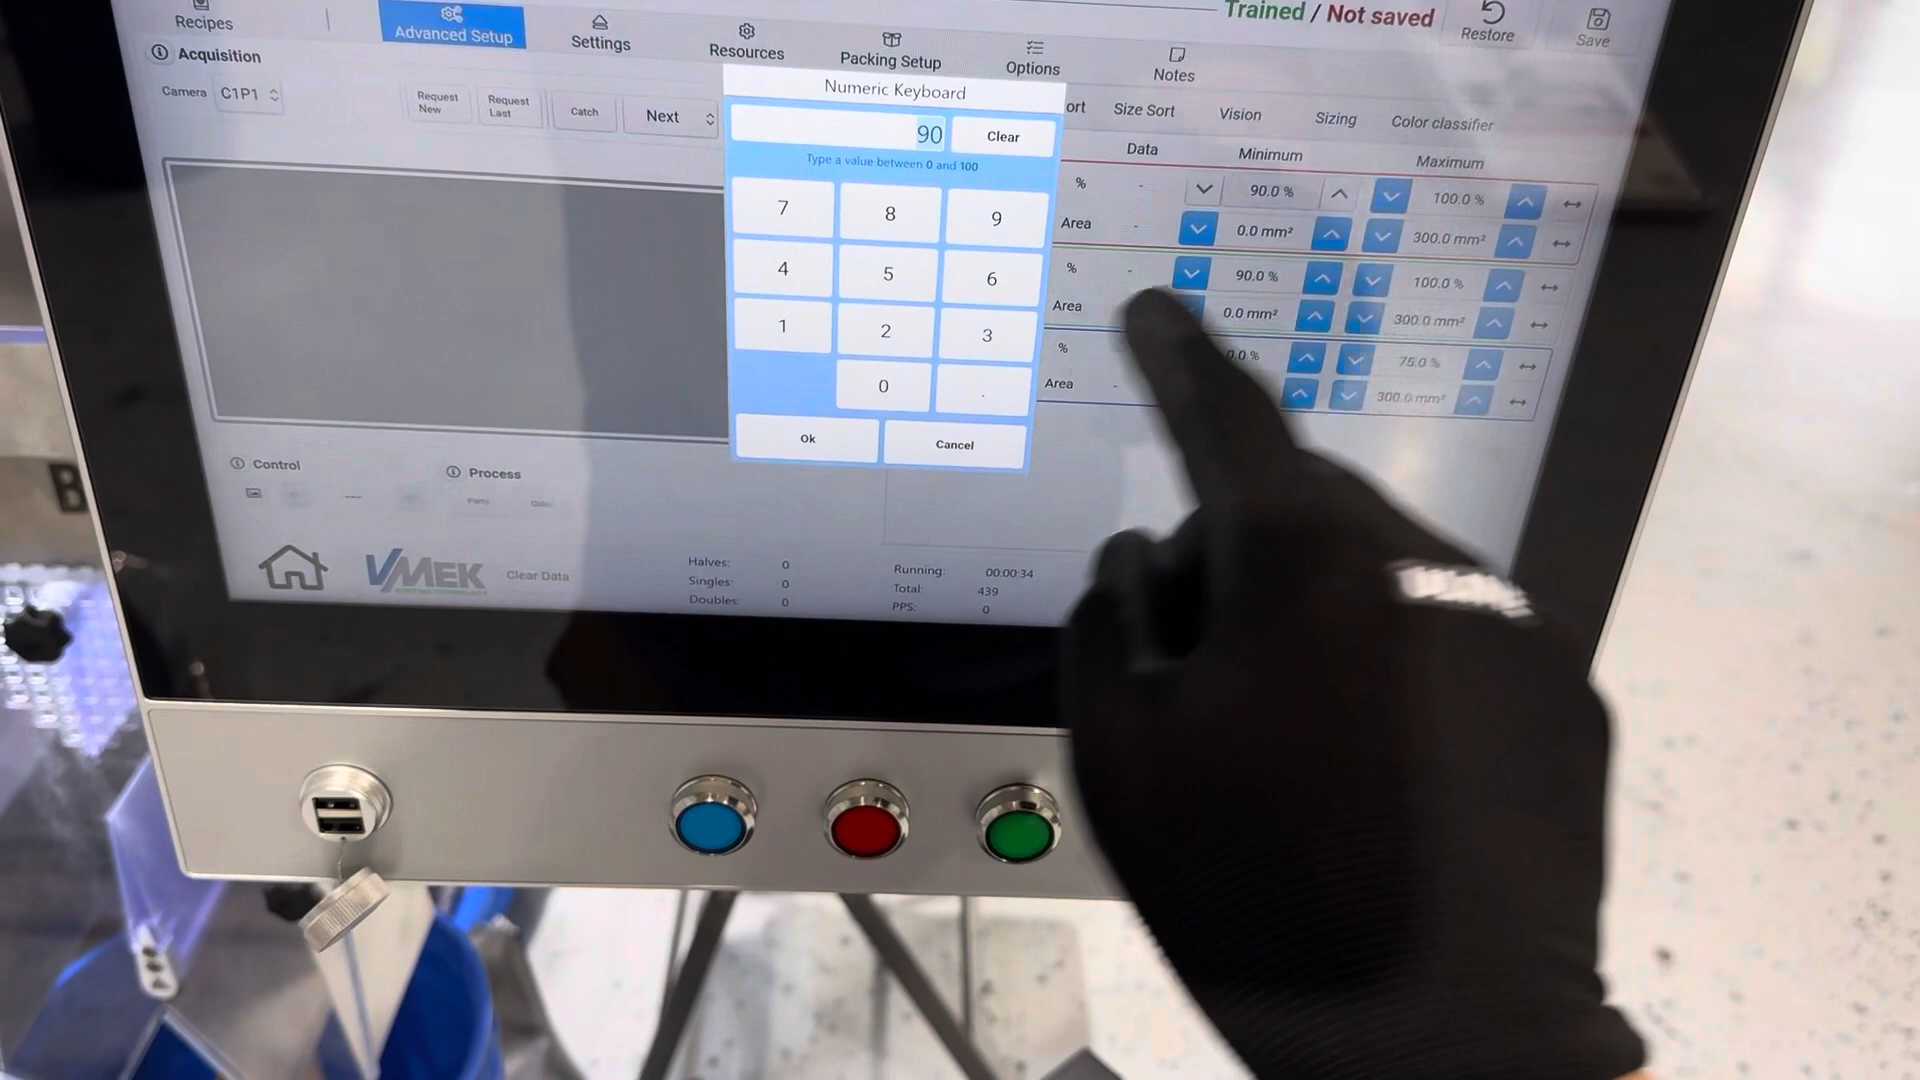 Recipes
Advanced Setup
Settings
Resources
Packing Setup
Options
Notes
Trained / Not saved
Restore
Save
Acquisition
Camera C1P1
Request New
Request Last
Catch
Next
Numeric Keyboard
90
Clear
Type a value between 0 and 100
7 8 9
4 5 6
1 2 3
0 .
Ok Cancel
ort Size Sort Vision Sizing Color classifier
Data Minimum Maximum
% - 90.0 % 100.0 %
Area - 0.0 mm² 300.0 mm²
% - 90.0 % 100.0 %
Area 0.0 mm² 300.0 mm²
% 0.0 % 75.0 %
Area - 300.0 mm²
Control
Process
Parts Color
VMEK
Clear Data
Halves: 0
Singles: 0
Doubles: 0
Running: 00:00:34
Total: 439
PPS: 0
B